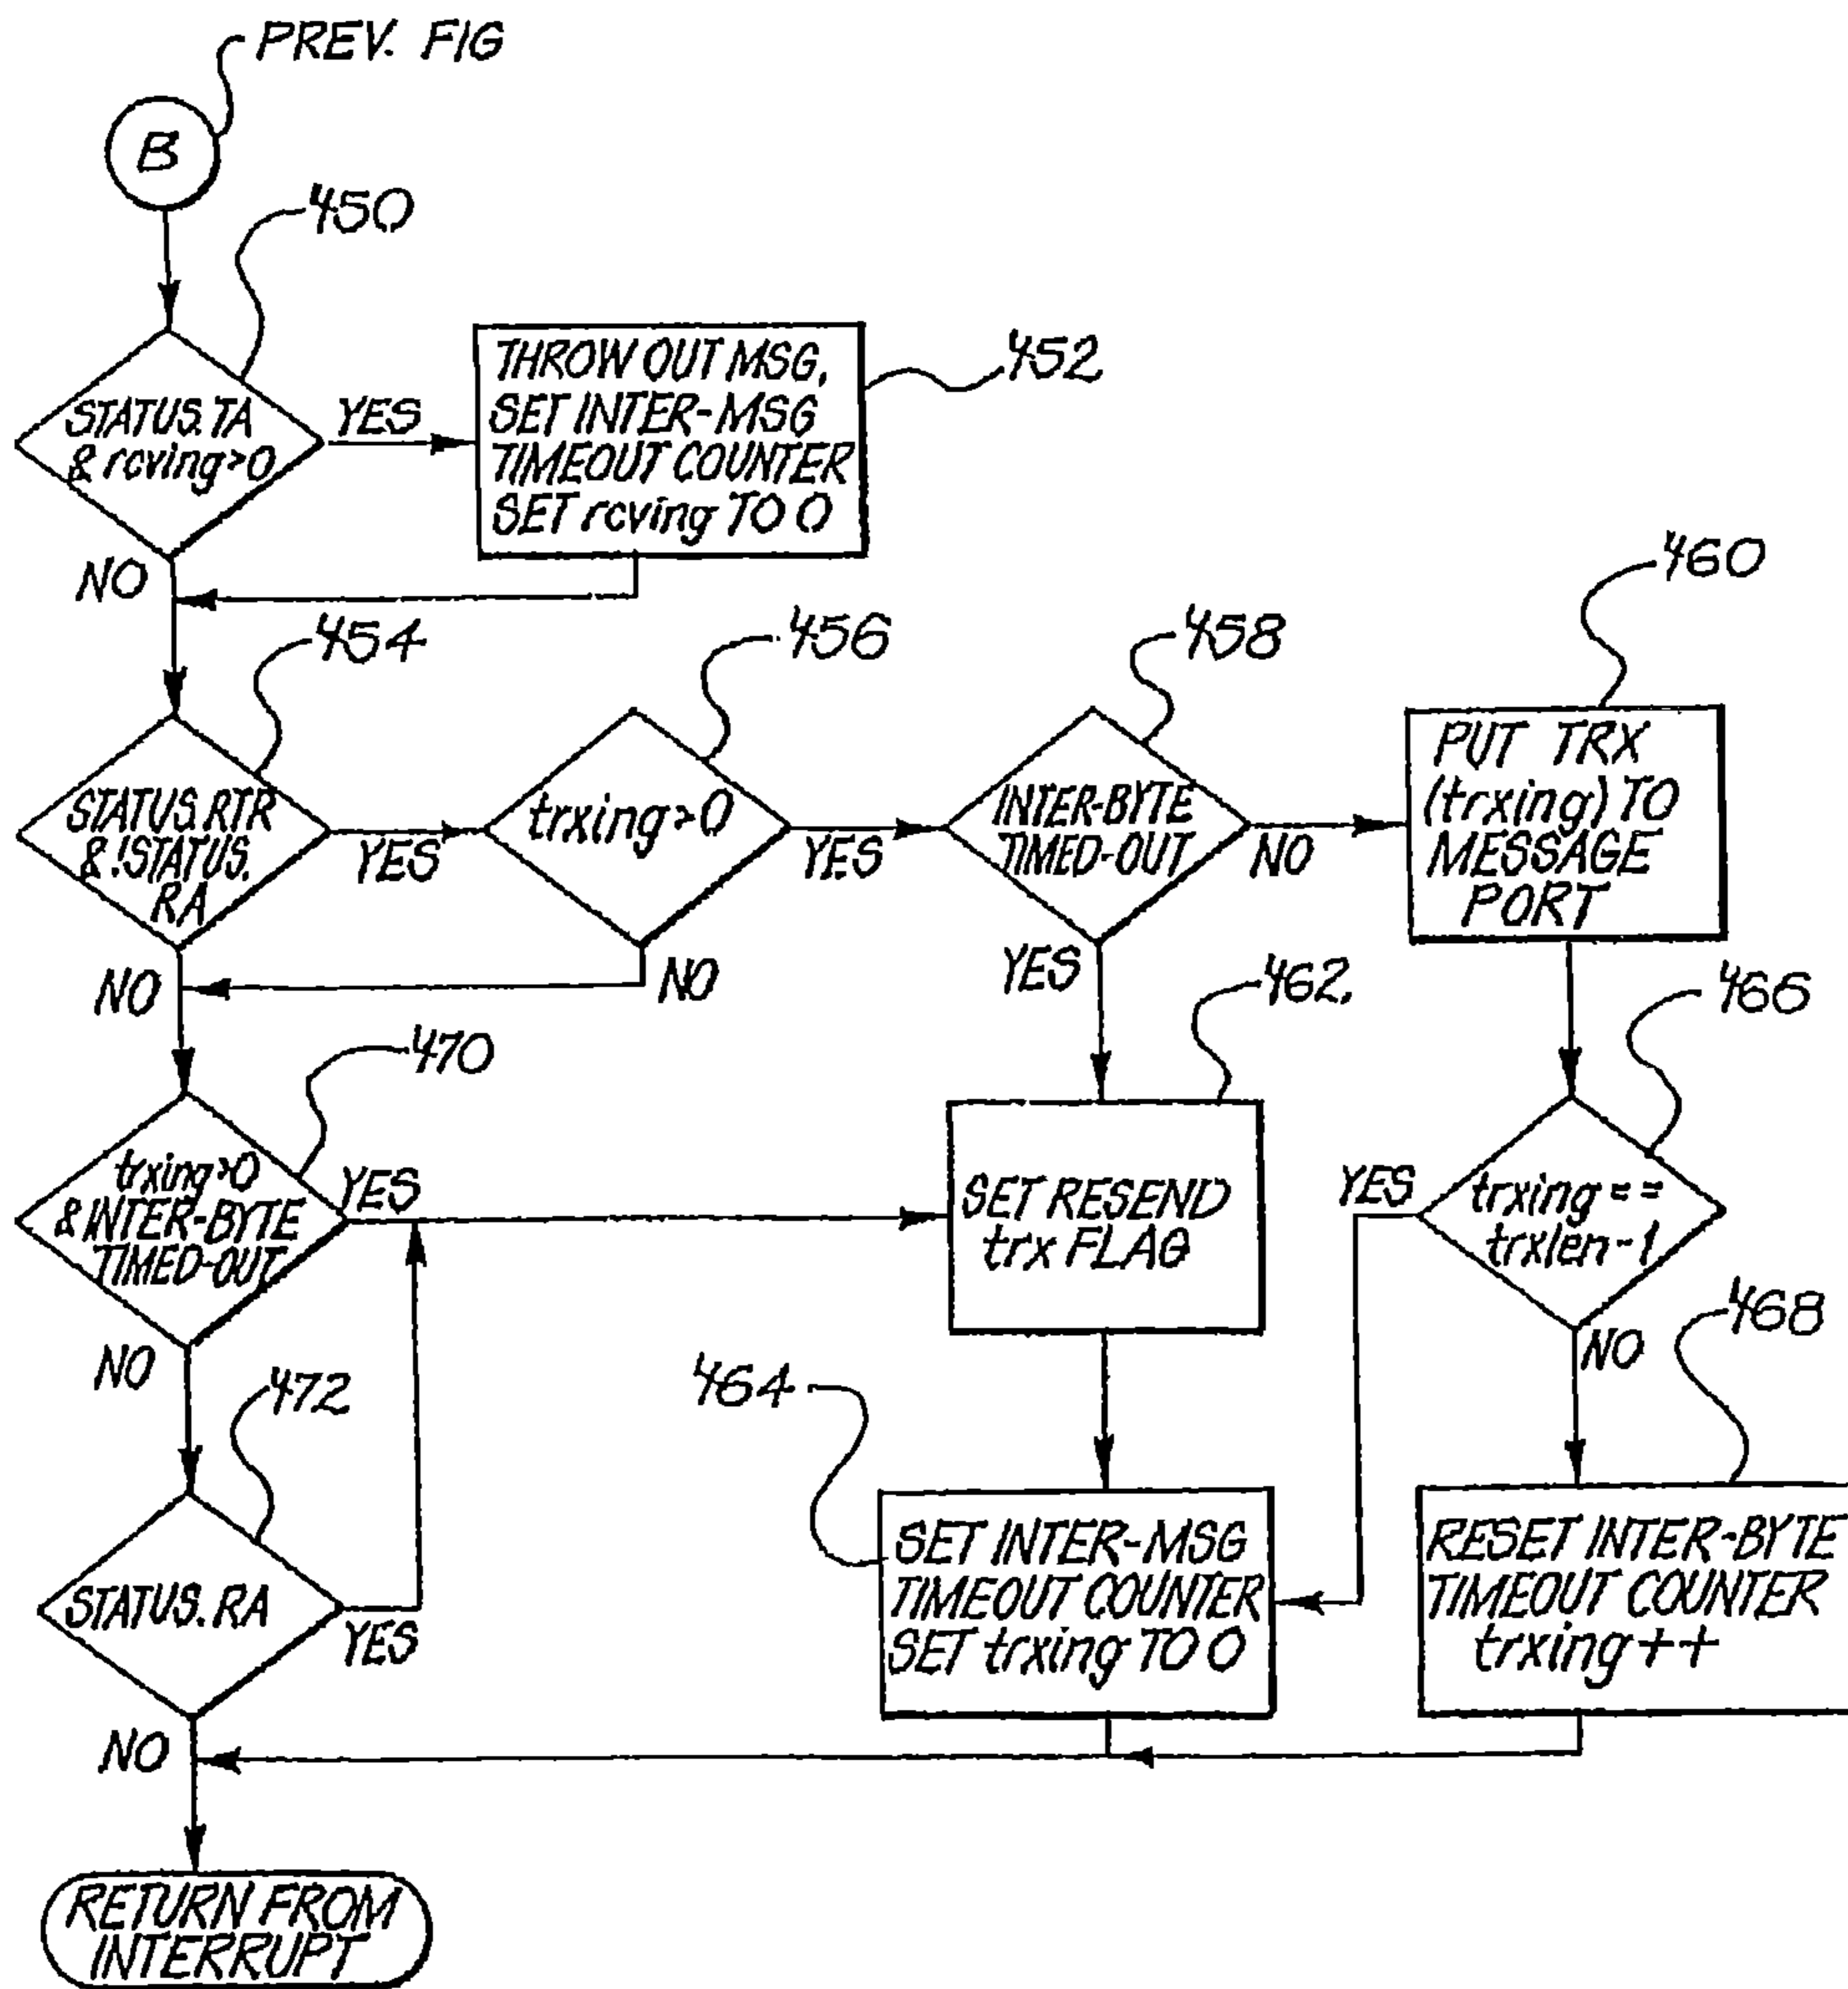 PREV. FIG
B
450
STATUS.TA
& rcving>0
YES
NO
THROW OUT MSG,
SET INTER-MSG
TIMEOUT COUNTER
SET rcving TO 0
452
454
STATUS.RTR
& !STATUS.
RA
YES
NO
456
trxing>0
YES
NO
458
INTER-BYTE
TIMED-OUT
NO
YES
460
PUT TRX
(trxing) TO
MESSAGE
PORT
462
SET RESEND
trx FLAG
466
trxing==
trxlen-1
YES
NO
470
trxing>0
& INTER-BYTE
TIMED-OUT
YES
NO
464
SET INTER-MSG
TIMEOUT COUNTER
SET trxing TO 0
468
RESET INTER-BYTE
TIMEOUT COUNTER
trxing++
472
STATUS.RA
YES
NO
RETURN FROM
INTERRUPT